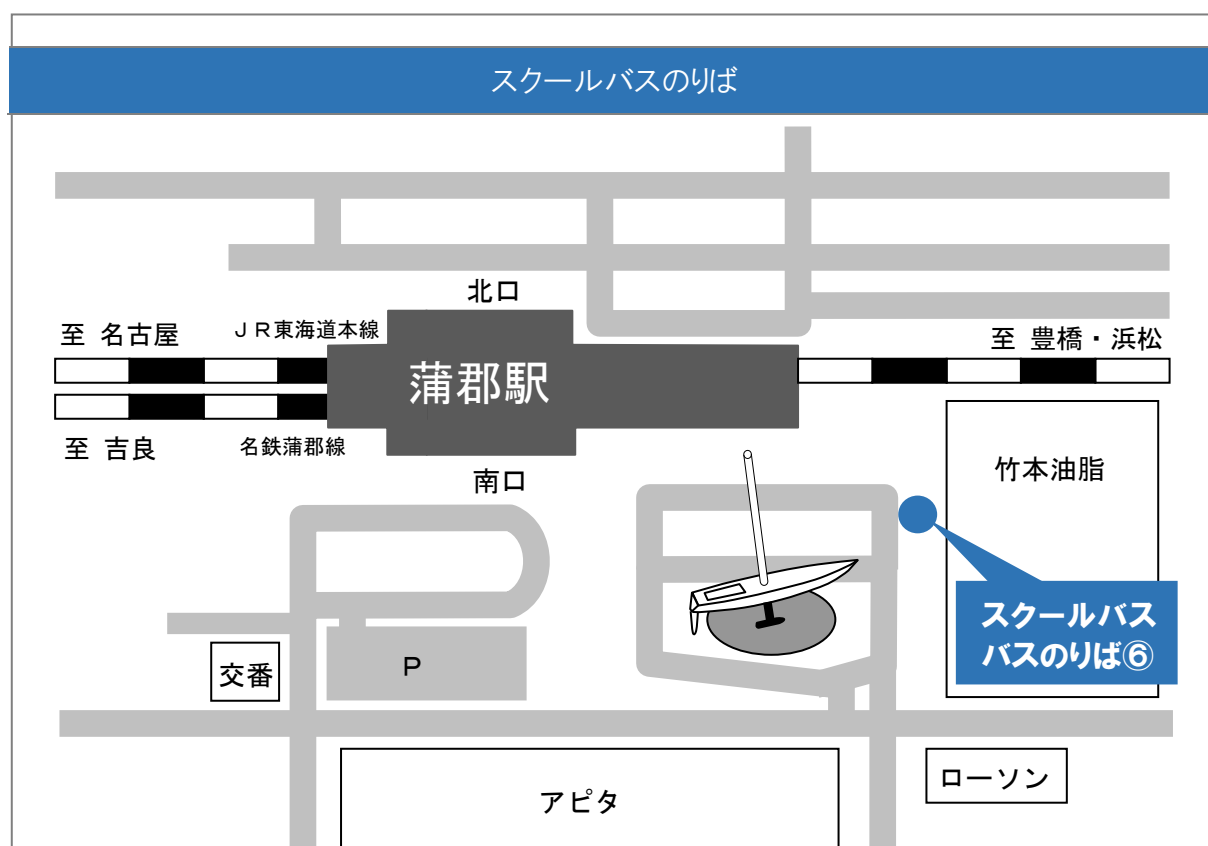 スクールバスのりば
北口
至 名古屋
ＪＲ東海道本線
至 豊橋・浜松
蒲郡駅
至 吉良
名鉄蒲郡線
南口
竹本油脂
スクールバス
バスのりば⑥
交番
Ｐ
アピタ
ローソン